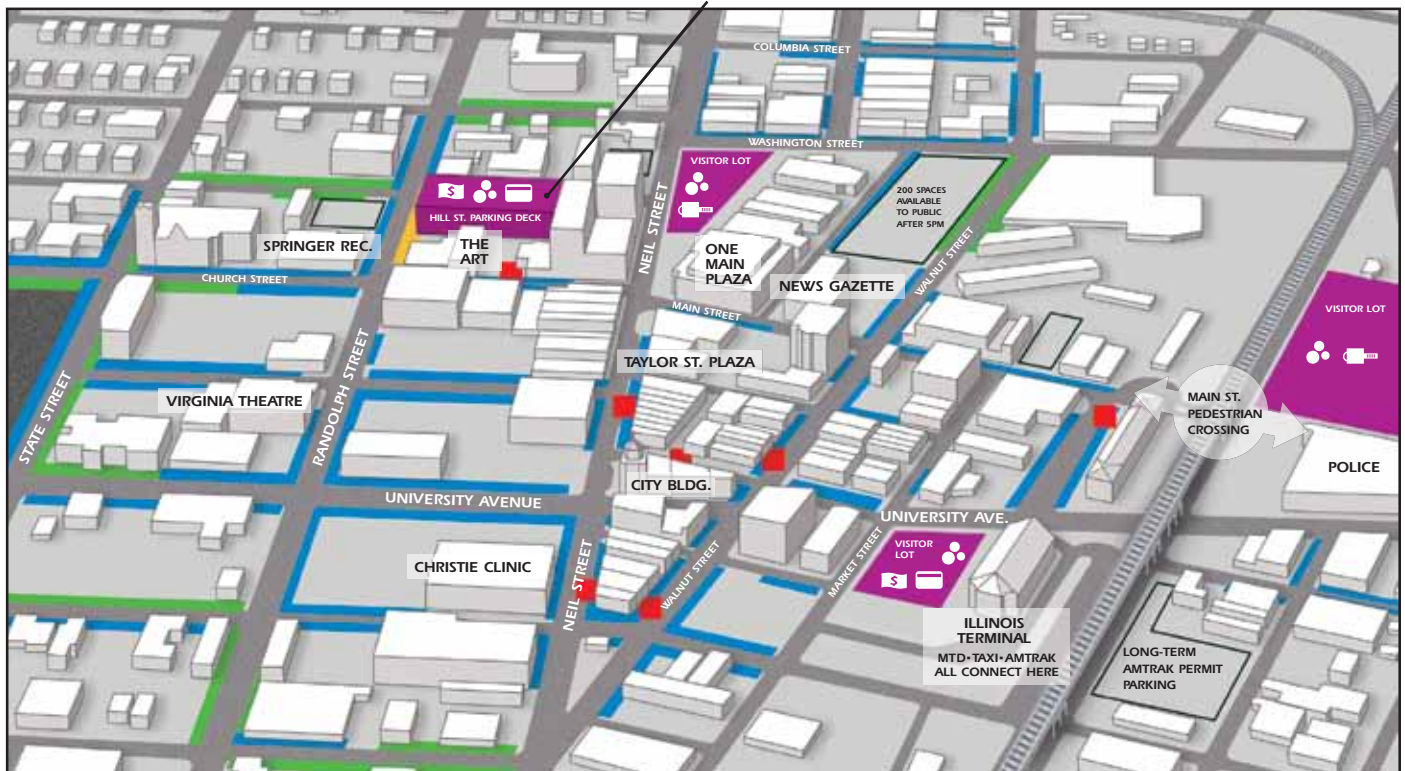 COLUMBIA STREET
WASHINGTON STREET
VISITOR LOT
200 SPACES
AVAILABLE
TO PUBLIC
AFTER 5PM
$
HILL ST. PARKING DECK
NEIL STREET
SPRINGER REC.
THE
ART
ONE
MAIN
PLAZA
NEWS GAZETTE
WALNUT STREET
CHURCH STREET
MAIN STREET
VISITOR LOT
TAYLOR ST. PLAZA
STATE STREET
VIRGINIA THEATRE
RANDOLPH STREET
MAIN ST.
PEDESTRIAN
CROSSING
POLICE
CITY BLDG.
UNIVERSITY AVENUE
UNIVERSITY AVE.
CHRISTIE CLINIC
NEIL STREET
WALNUT STREET
MARKET STREET
VISITOR
LOT
$
ILLINOIS
TERMINAL
MTD•TAXI•AMTRAK
ALL CONNECT HERE
LONG-TERM
AMTRAK PERMIT
PARKING